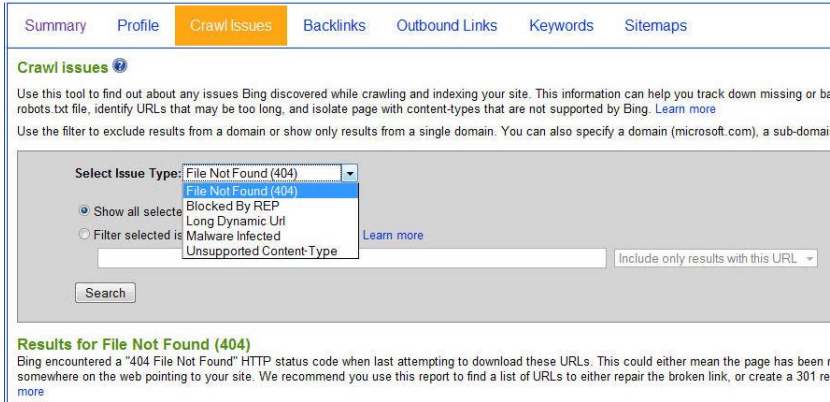 Summary Profile Crawl Issues Backlinks Outbound Links Keywords Sitemaps
Crawl issues
Use this tool to find out about any issues Bing discovered while crawling and indexing your site. This information can help you track down missing or
robots.txt file, identify URLs that may be too long, and isolate page with content-types that are not supported by Bing. Learn more
Use the filter to exclude results from a domain or show only results from a single domain. You can also specify a domain (microsoft.com), a
Select Issue Type: File Not Found (404)
File Not Found (404)
Blocked By REP
Long Dynamic Url
Malware Infected
Unsupported Content-Type
Show all
Filter selected
Learn more
Include only results with this URL
Search
Results for File Not Found (404)
Bing encountered a "404 File Not Found" HTTP status code when last attempting to download these URLs. This could either mean the page has been
somewhere on the web pointing to your site. We recommend you use this report to find a list of URLs to either repair the broken link, or create a 301
more